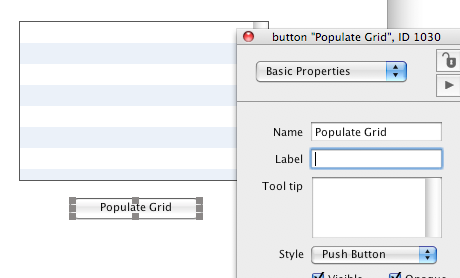 button "Populate Grid", ID 1030
Basic Properties
Name Populate Grid
Label
Tool tip
Populate Grid
Style Push Button
Visible Opaque